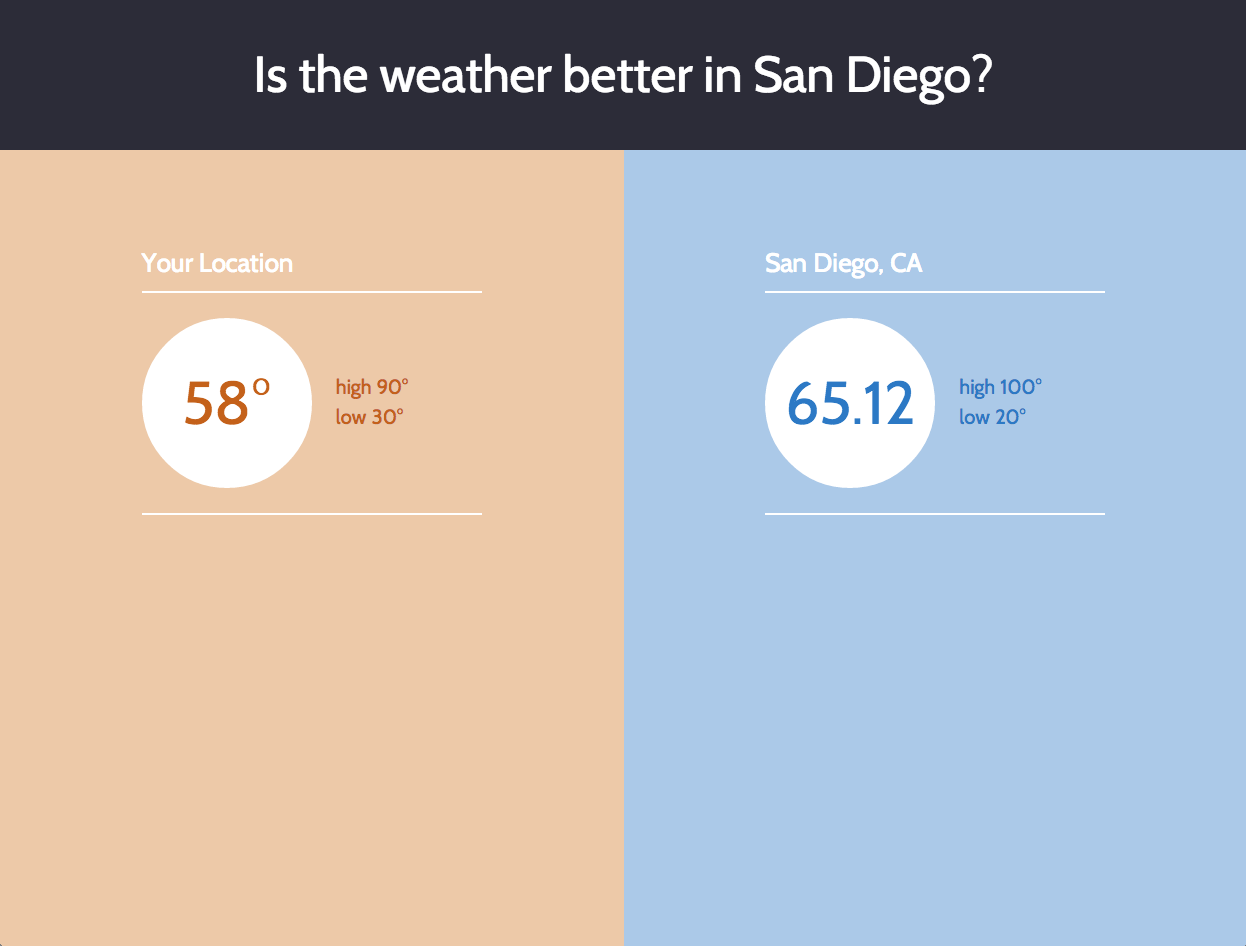 Is the weather better in San Diego?
Your Location
58°
high 90°
low 30°
San Diego, CA
65.12
high 100°
low 20°